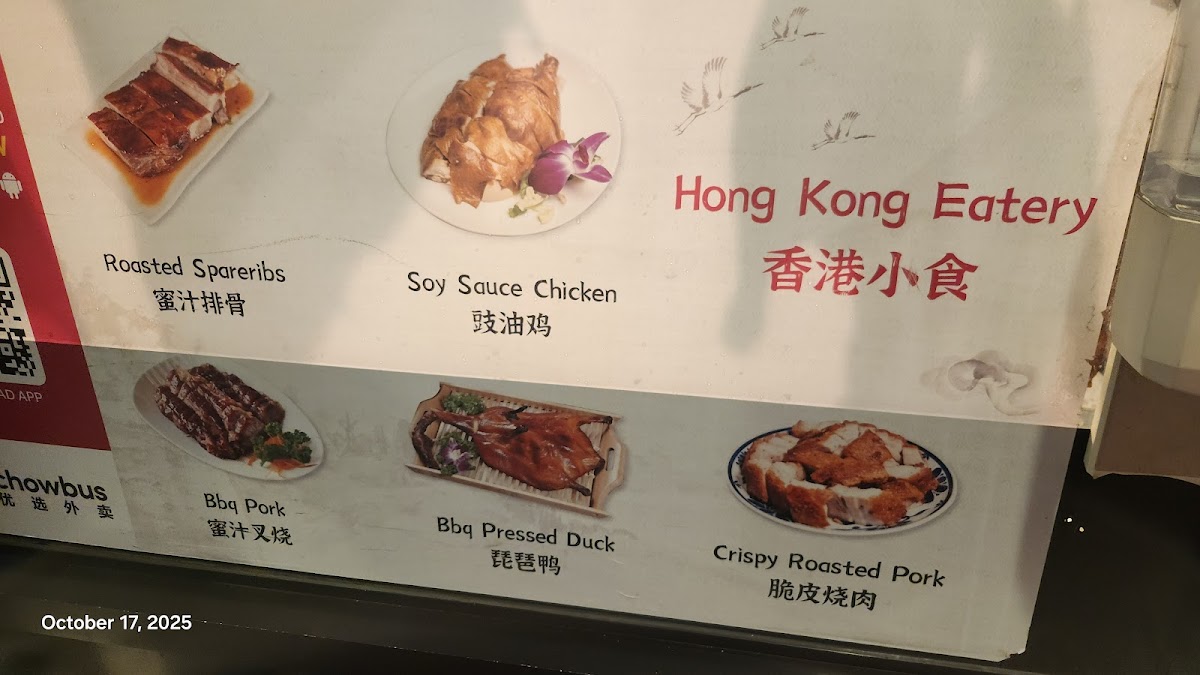 Hong Kong Eatery
香港小食
Roasted Spareribs
蜜汁排骨
Soy Sauce Chicken
豉油鸡
AD APP
Bbq Pork
蜜汁叉烧
Bbq Pressed Duck
琵琶鸭
Crispy Roasted Pork
脆皮烧肉
chowbus
优选外卖
October 17, 2025